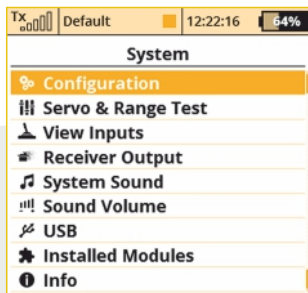 Tx Default 12:22:16 64%
System
Configuration
Servo & Range Test
View Inputs
Receiver Output
System Sound
Sound Volume
USB
Installed Modules
Info